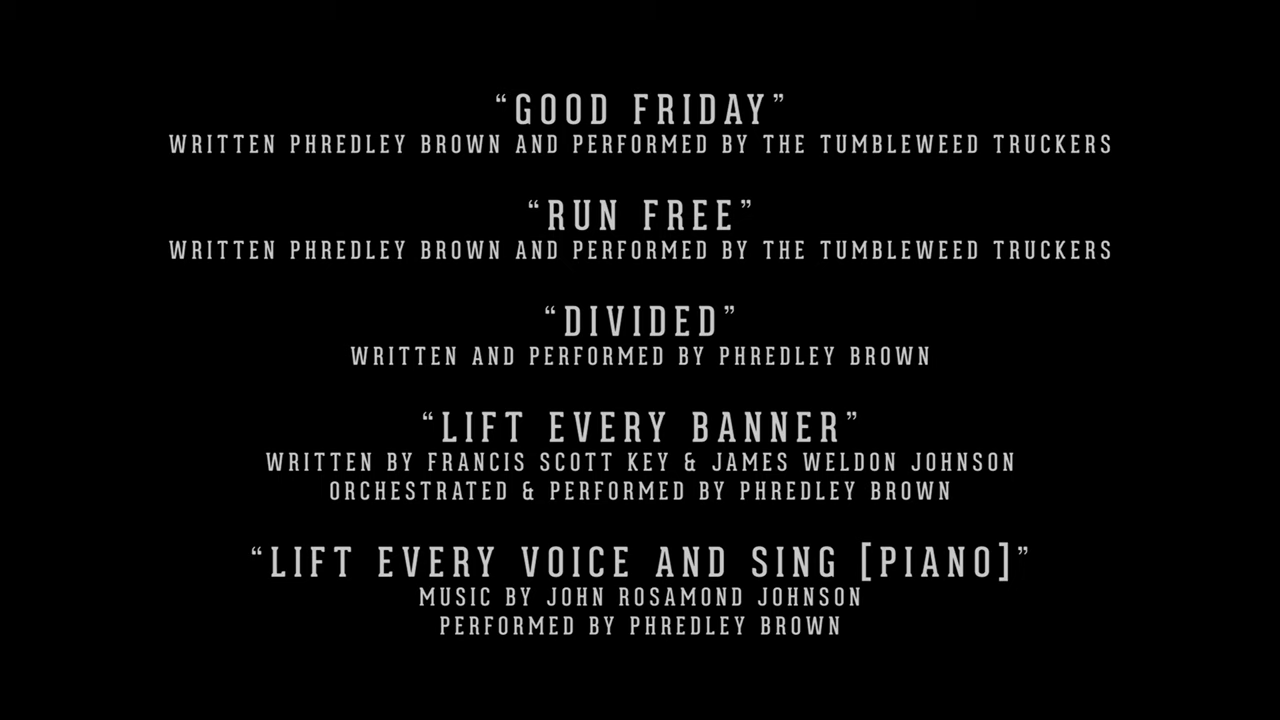 “GOOD FRIDAY”
WRITTEN PHREDLEY BROWN AND PERFORMED BY THE TUMBLEWEED TRUCKERS
“RUN FREE”
WRITTEN PHREDLEY BROWN AND PERFORMED BY THE TUMBLEWEED TRUCKERS
“DIVIDED”
WRITTEN AND PERFORMED BY PHREDLEY BROWN
“LIFT EVERY BANNER”
WRITTEN BY FRANCIS SCOTT KEY & JAMES WELDON JOHNSON
ORCHESTRATED & PERFORMED BY PHREDLEY BROWN
“LIFT EVERY VOICE AND SING [PIANO]”
MUSIC BY JOHN ROSAMOND JOHNSON
PERFORMED BY PHREDLEY BROWN